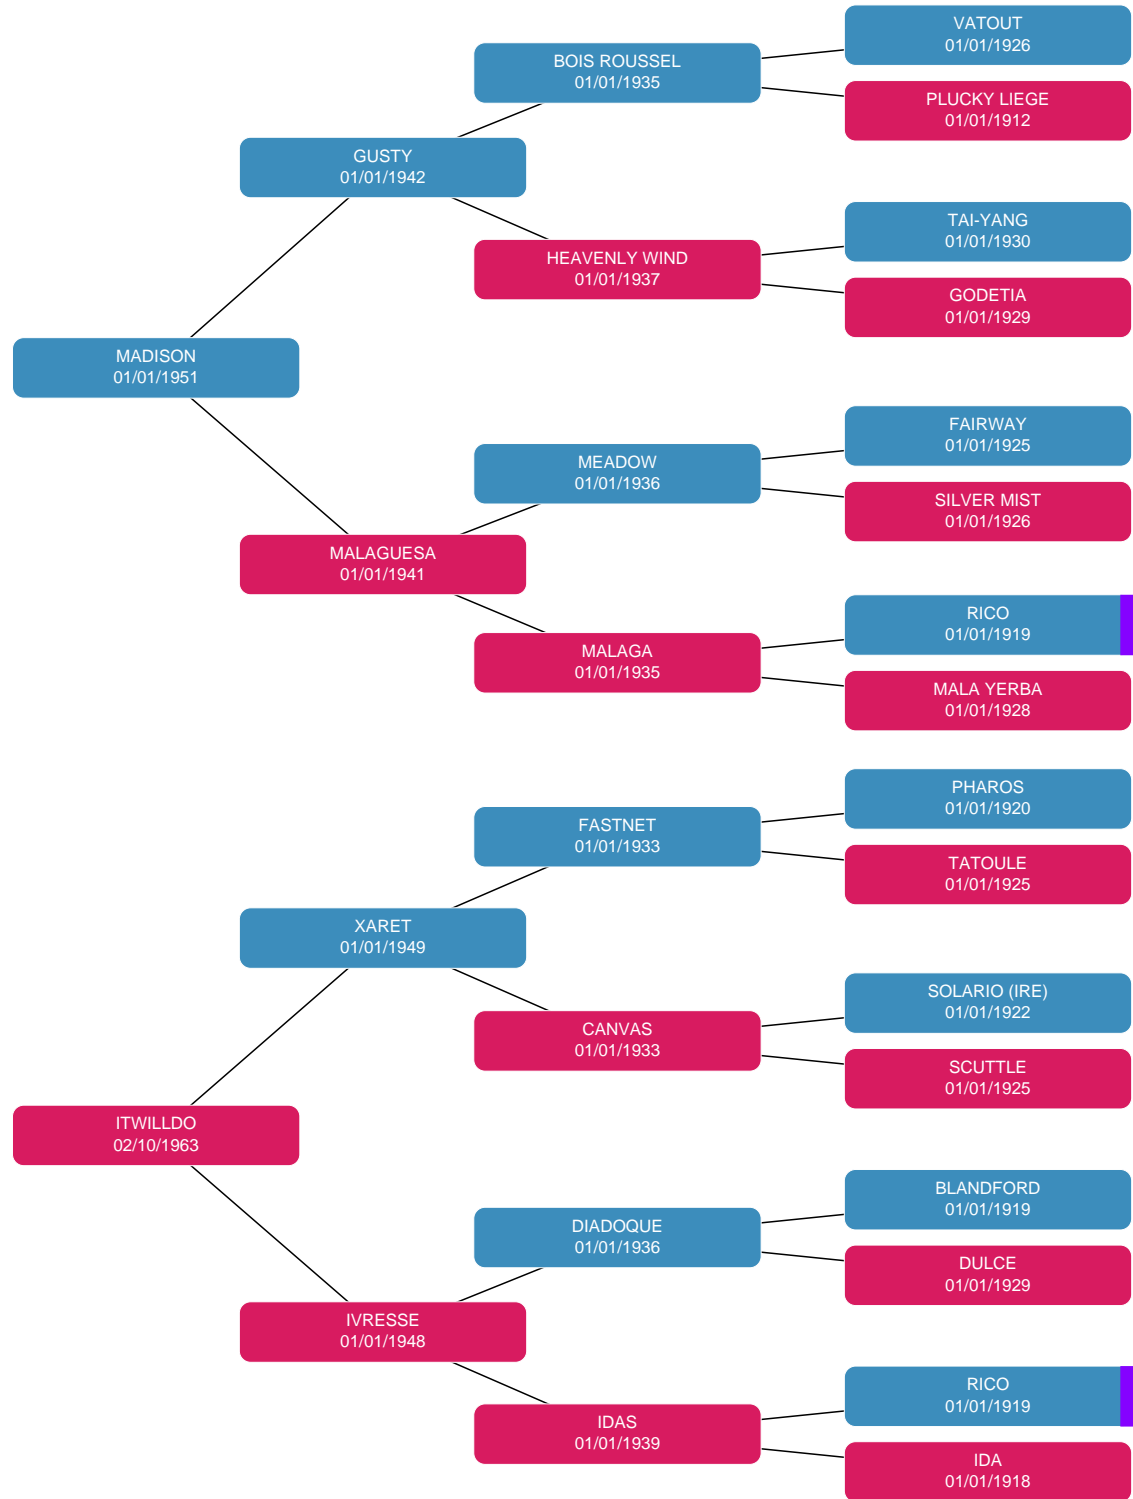 VATOUT
01/01/1926
BOIS ROUSSEL
01/01/1935
PLUCKY LIEGE
01/01/1912
GUSTY
01/01/1942
TAI-YANG
01/01/1930
HEAVENLY WIND
01/01/1937
GODETIA
01/01/1929
MADISON
01/01/1951
FAIRWAY
01/01/1925
MEADOW
01/01/1936
SILVER MIST
01/01/1926
MALAGUESA
01/01/1941
RICO
01/01/1919
MALAGA
01/01/1935
MALA YERBA
01/01/1928
PHAROS
01/01/1920
FASTNET
01/01/1933
TATOULE
01/01/1925
XARET
01/01/1949
SOLARIO (IRE)
01/01/1922
CANVAS
01/01/1933
SCUTTLE
01/01/1925
ITWILLDO
02/10/1963
BLANDFORD
01/01/1919
DIADOQUE
01/01/1936
DULCE
01/01/1929
IVRESSE
01/01/1948
RICO
01/01/1919
IDAS
01/01/1939
IDA
01/01/1918